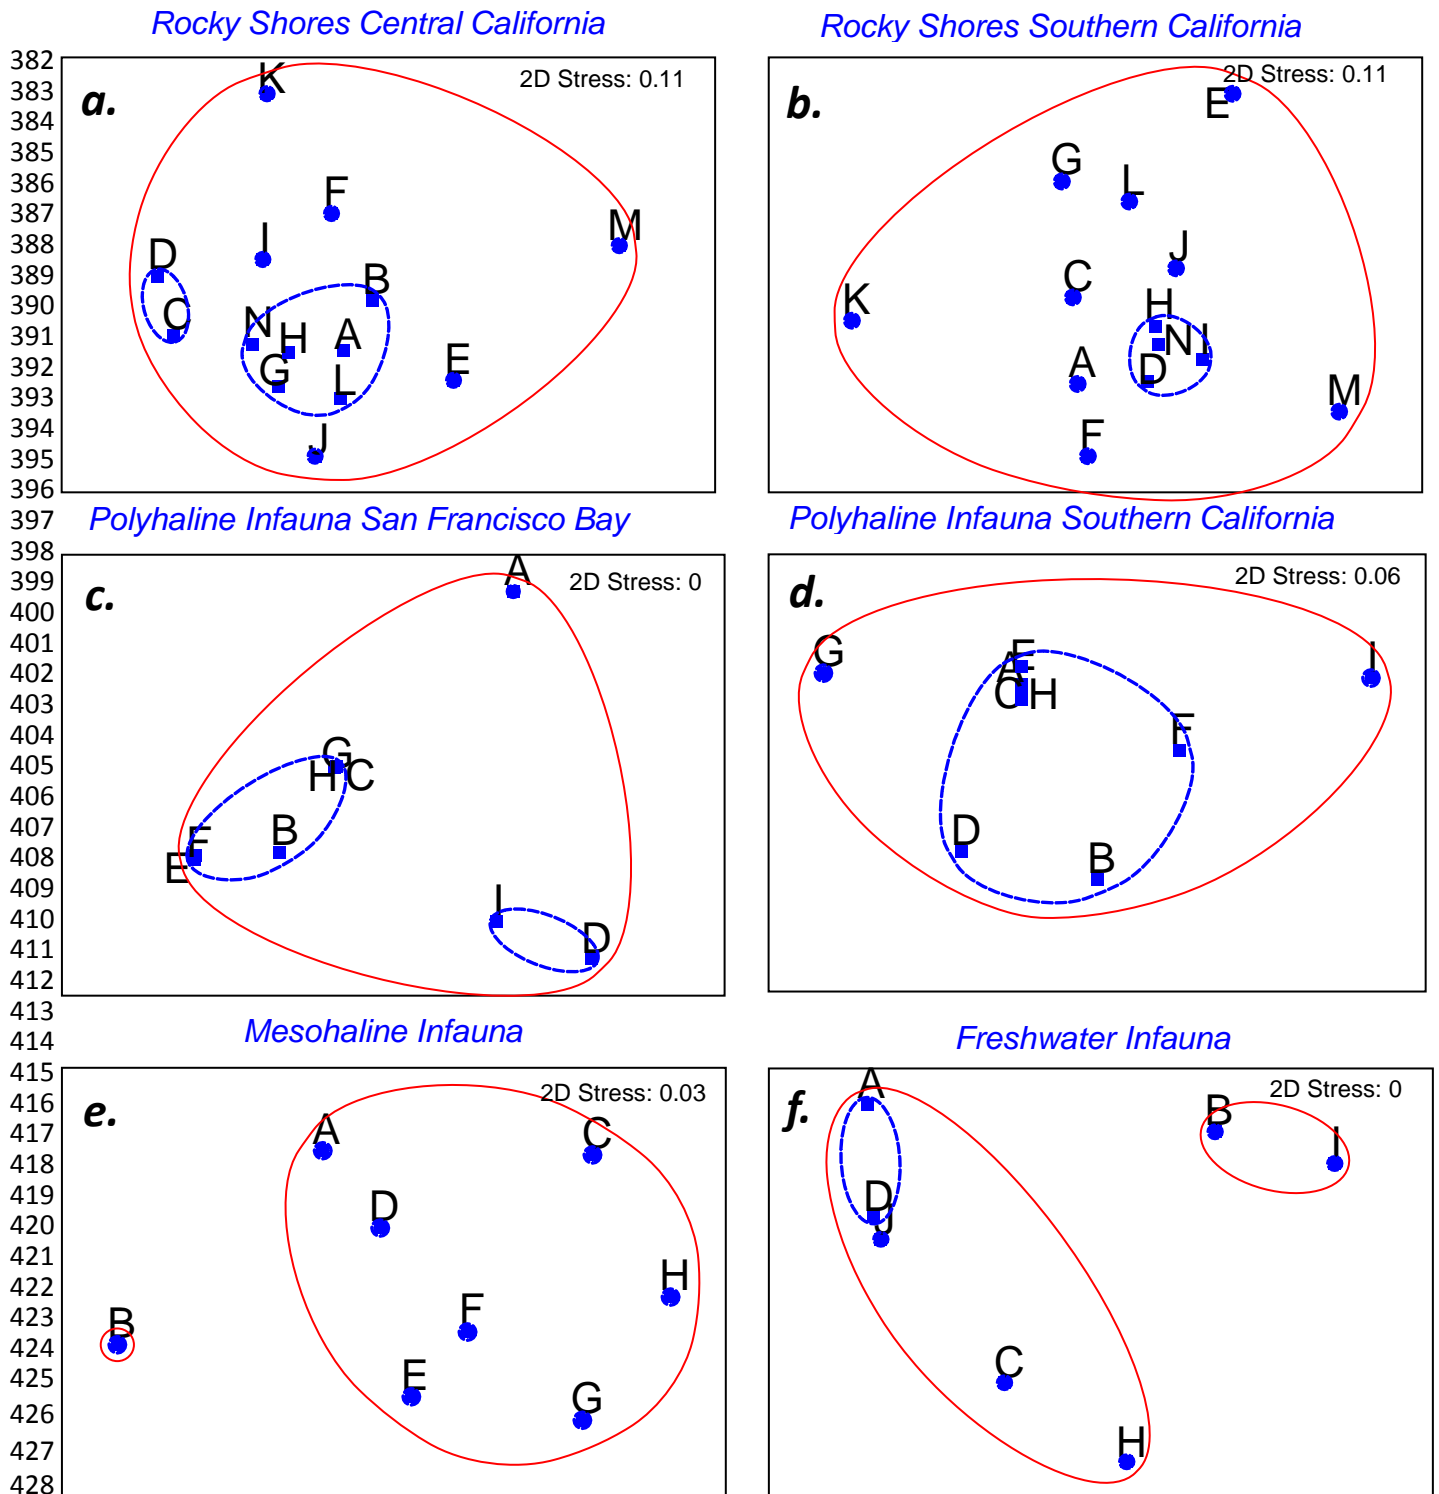 Rocky Shores Central California
Rocky Shores Southern California
382
383
384
385
386
387
388
389
390
391
392
393
394
395
396
397
398
399
400
401
402
403
404
405
406
407
408
409
410
411
412
413
414
415
416
417
418
419
420
421
422
423
424
425
426
427
428
a.
2D Stress: 0.11
K
F
M
I
D
B
C
N
H
A
G
L
E
J
b.
2D Stress: 0.11
E
G
L
J
C
K
H
N I
D
A
M
F
Polyhaline Infauna San Francisco Bay
Polyhaline Infauna Southern California
c.
2D Stress: 0
A
G
H C
B
F
E
I
D
d.
2D Stress: 0.06
G
I
E
A
C H
F
D
B
Mesohaline Infauna
Freshwater Infauna
e.
2D Stress: 0.03
A
C
D
H
F
B
E
G
f.
2D Stress: 0
A
B
I
D
J
C
H